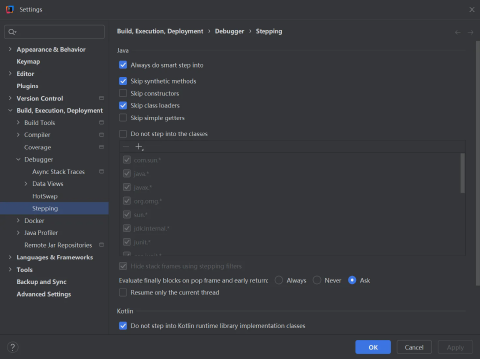 Settings
Build, Execution, Deployment › Debugger › Stepping
Appearance & Behavior
Keymap
Editor
Plugins
Version Control
Build, Execution, Deployment
Build Tools
Compiler
Coverage
Debugger
Async Stack Traces
Data Views
HotSwap
Stepping
Docker
Java Profiler
Remote Jar Repositories
Languages & Frameworks
Tools
Backup and Sync
Advanced Settings
Java
Always do smart step into
Skip synthetic methods
Skip constructors
Skip class loaders
Skip simple getters
Do not step into the classes
com.sun.*
java.*
javax.*
org.omg.*
sun.*
jdk.internal.*
junit.*
Hide stack frames using stepping filters
Evaluate finally blocks on pop frame and early return: Always Never Ask
Resume only the current thread
Kotlin
Do not step into Kotlin runtime library implementation classes
? OK Cancel Apply